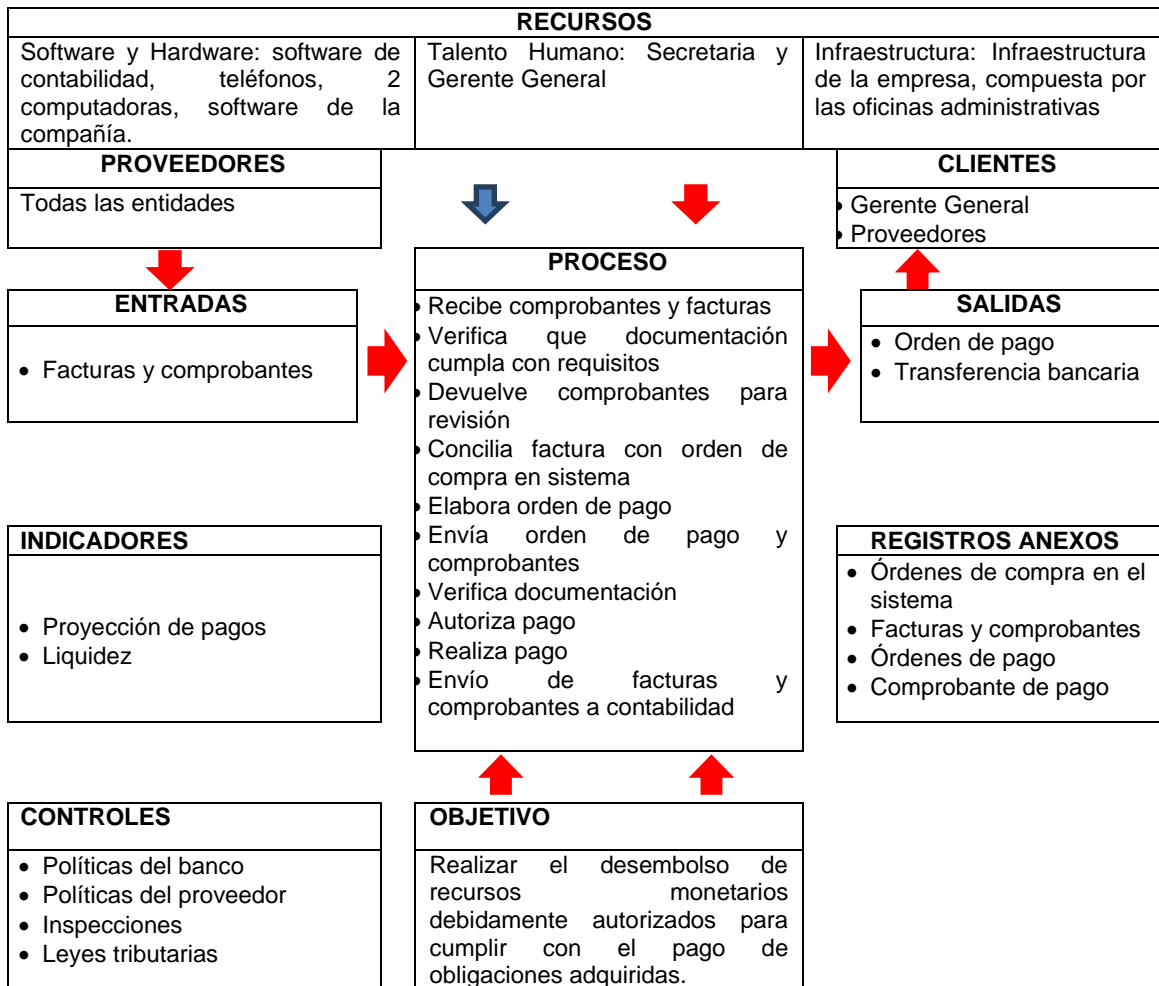 RECURSOS
Software y Hardware: software de
contabilidad, teléfonos, 2
computadoras, software de la
compañía.
Talento Humano: Secretaria y
Gerente General
Infraestructura: Infraestructura
de la empresa, compuesta por
las oficinas administrativas
PROVEEDORES
Todas las entidades
CLIENTES
• Gerente General
• Proveedores
ENTRADAS
• Facturas y comprobantes
PROCESO
• Recibe comprobantes y facturas
• Verifica que documentación
cumpla con requisitos
• Devuelve comprobantes para
revisión
• Concilia factura con orden de
compra en sistema
• Elabora orden de pago
• Envía orden de pago y
comprobantes
• Verifica documentación
• Autoriza pago
• Realiza pago
• Envío de facturas y
comprobantes a contabilidad
SALIDAS
• Orden de pago
• Transferencia bancaria
INDICADORES
• Proyección de pagos
• Liquidez
REGISTROS ANEXOS
• Órdenes de compra en el
sistema
• Facturas y comprobantes
• Órdenes de pago
• Comprobante de pago
CONTROLES
• Políticas del banco
• Políticas del proveedor
• Inspecciones
• Leyes tributarias
OBJETIVO
Realizar el desembolso de
recursos monetarios
debidamente autorizados para
cumplir con el pago de
obligaciones adquiridas.